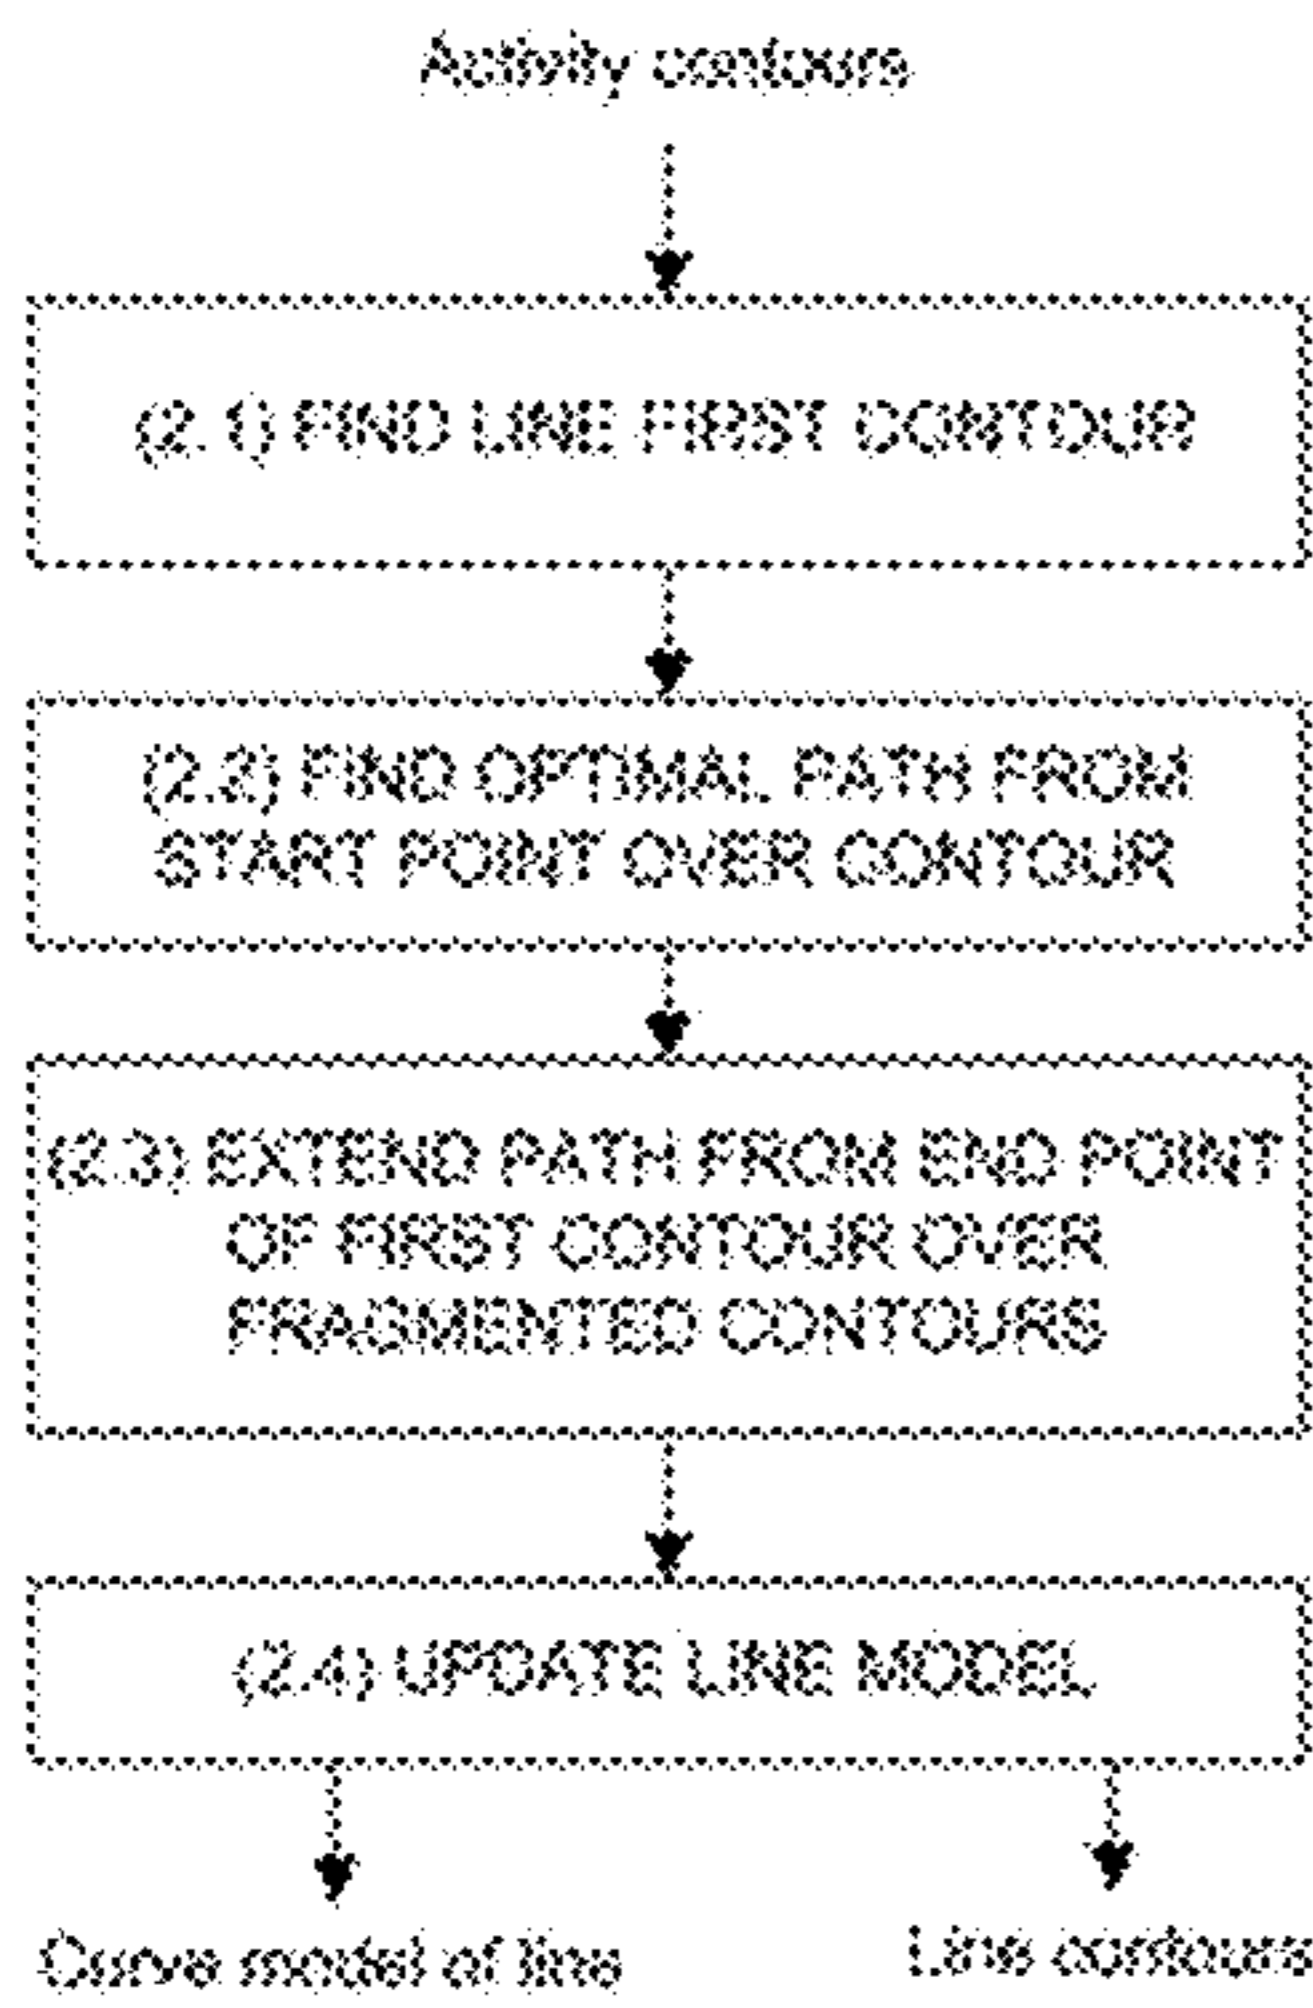 Activity contours
(2.1) FIND LINE FIRST CONTOUR
(2.2) FIND OPTIMAL PATH FROM
START POINT OVER CONTOUR
(2.3) EXTEND PATH FROM END POINT
OF FIRST CONTOUR OVER
FRAGMENTED CONTOURS
(2.4) UPDATE LINE MODEL
Curve model of line
Line contours